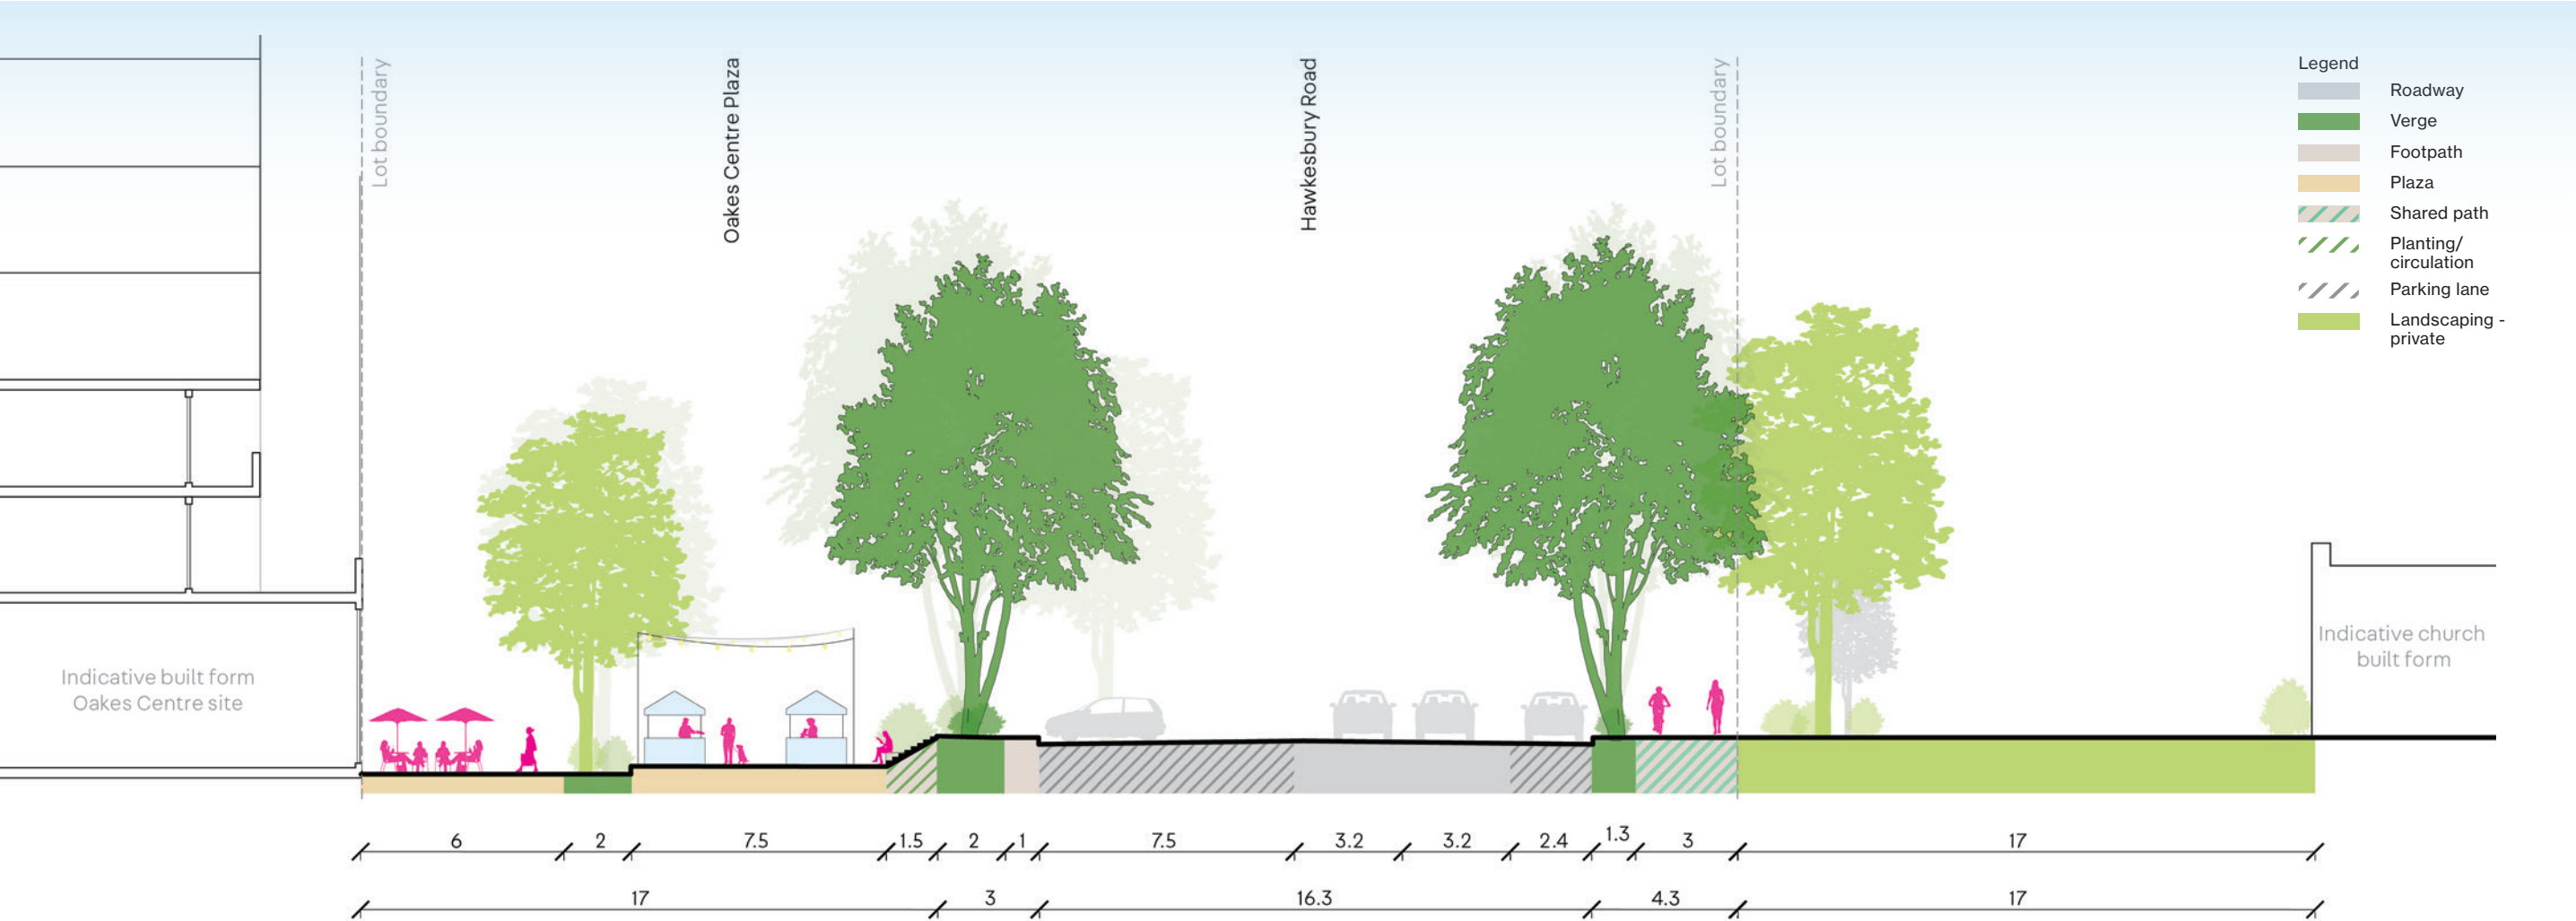 Lot boundary
Oakes Centre Plaza
Hawkesbury Road
Lot boundary
Legend
Roadway
Verge
Footpath
Plaza
Shared path
Planting/
circulation
Parking lane
Landscaping -
private
Indicative built form
Oakes Centre site
Indicative church
built form
6 2 7.5 1.5 2 1 7.5 3.2 3.2 2.4 1.3 3 17
17 3 16.3 4.3 17